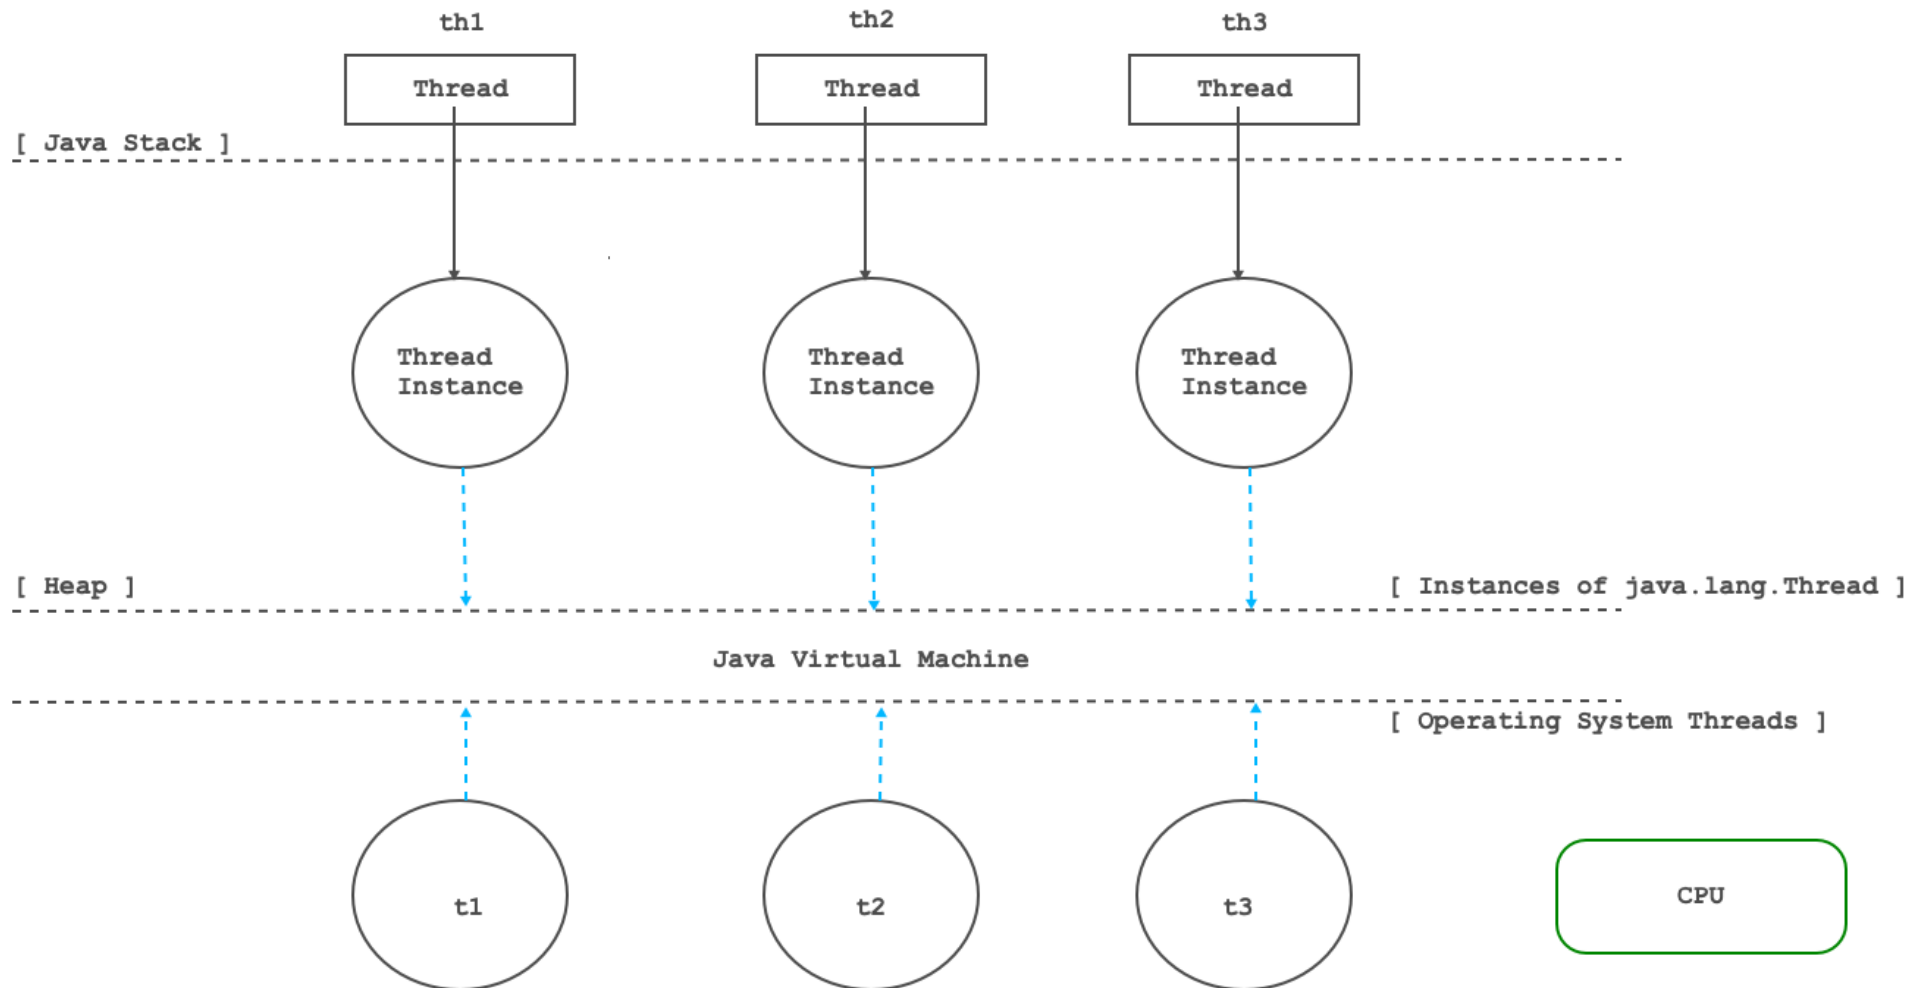 th1
th2
th3
Thread
Thread
Thread
[ Java Stack ]
Thread
Instance
Thread
Instance
Thread
Instance
[ Heap ]
[ Instances of java.lang.Thread ]
Java Virtual Machine
[ Operating System Threads ]
t1
t2
t3
CPU